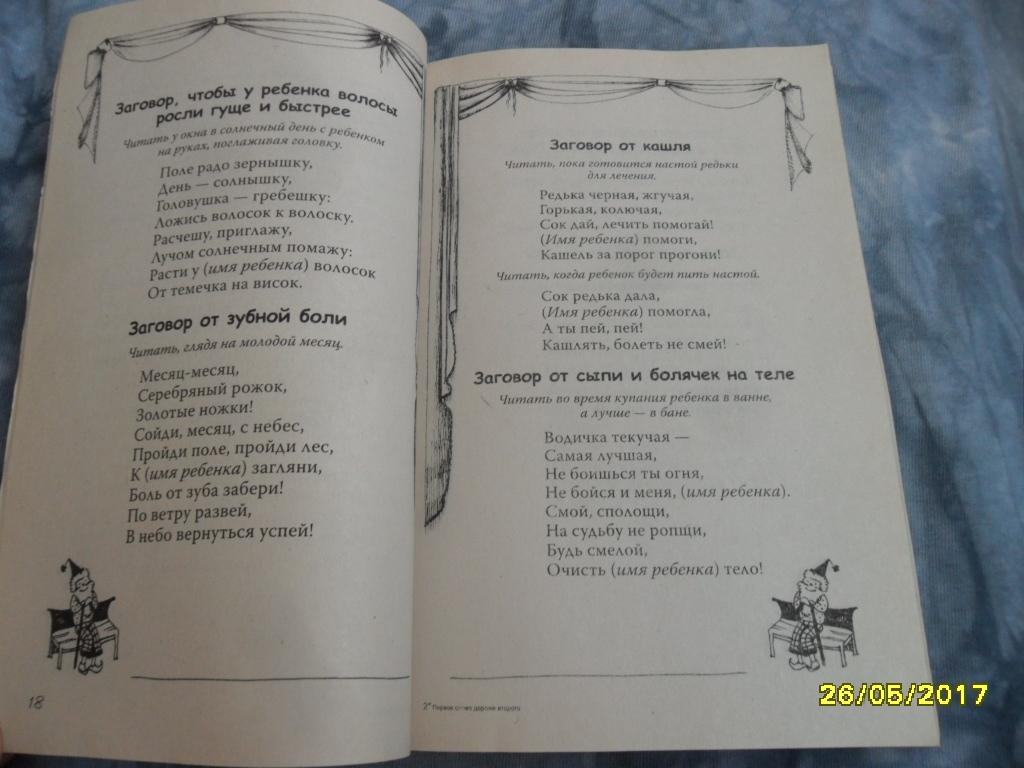 Заговор, чтобы у ребенка волосы
росли гуще и быстрее
Читать у окна в солнечный день с ребенком
на руках, поглаживая головку.
Поле радо зернышку,
День — солнышку,
Головушка — гребешку:
Ложись волосок к волоску.
Расчешу, приглажу,
Лучом солнечным помажу:
Расти у (имя ребенка) волосок
От темечка на висок.
Заговор от зубной боли
Читать, глядя на молодой месяц.
Месяц-месяц,
Серебряный рожок,
Золотые ножки!
Сойди, месяц, с небес,
Пройди поле, пройди лес,
К (имя ребенка) загляни,
Боль от зуба забери!
По ветру развей,
В небо вернуться успей!
18
Заговор от кашля
Читать, пока готовится настой редьки
для лечения.
Редька черная, жгучая,
Горькая, колючая,
Сок дай, лечить помогай!
(Имя ребенка) помоги,
Кашель за порог прогони!
Читать, когда ребенок будет пить настой.
Сок редька дала,
(Имя ребенка) помогла,
А ты пей, пей!
Кашлять, болеть не смей!
Заговор от сыпи и болячек на теле
Читать во время купания ребенка в ванне,
а лучше — в бане.
Водичка текучая —
Самая лучшая,
Не боишься ты огня,
Не бойся и меня, (имя ребенка).
Смой, сполощи,
На судьбу не ропщи,
Будь смелой,
Очисть (имя ребенка) тело!
2* Первое слово дороже второго
26/05/2017